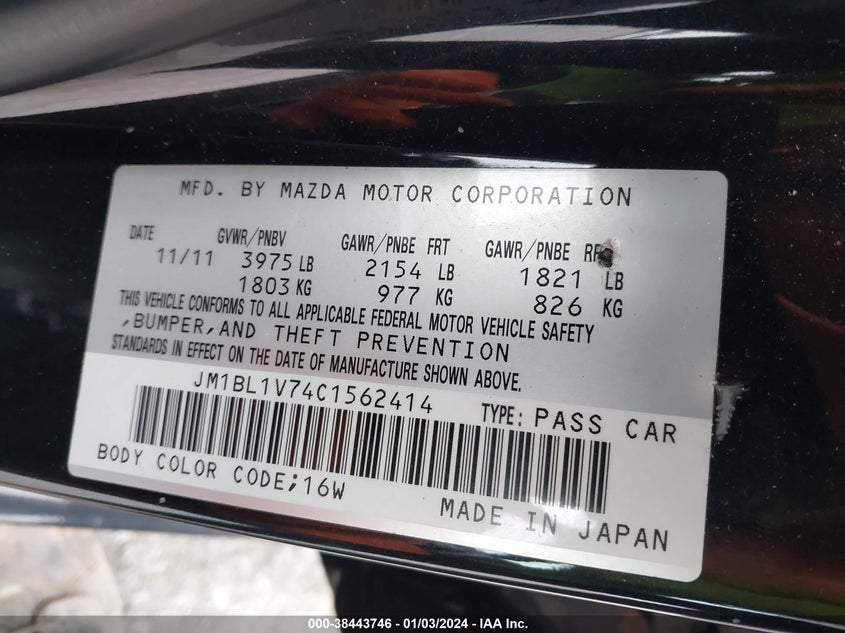 MFD. BY MAZDA MOTOR CORPORATION
DATE GVWR/PNBV GAWR/PNBE FRT GAWR/PNBE
11/11 3975 LB 2154 LB 1821 LB
1803 KG 977 KG 826 KG
THIS VEHICLE CONFORMS TO ALL APPLICABLE FEDERAL MOTOR VEHICLE SAFETY
,BUMPER,AND THEFT PREVENTION
STANDARDS IN EFFECT ON THE DATE OF MANUFACTURE SHOWN ABOVE.
JM1BL1V74C1562414 TYPE: PASS CAR
BODY COLOR CODE;16W
MADE IN JAPAN
000-38443746 - 01/03/2024 - IAA Inc.